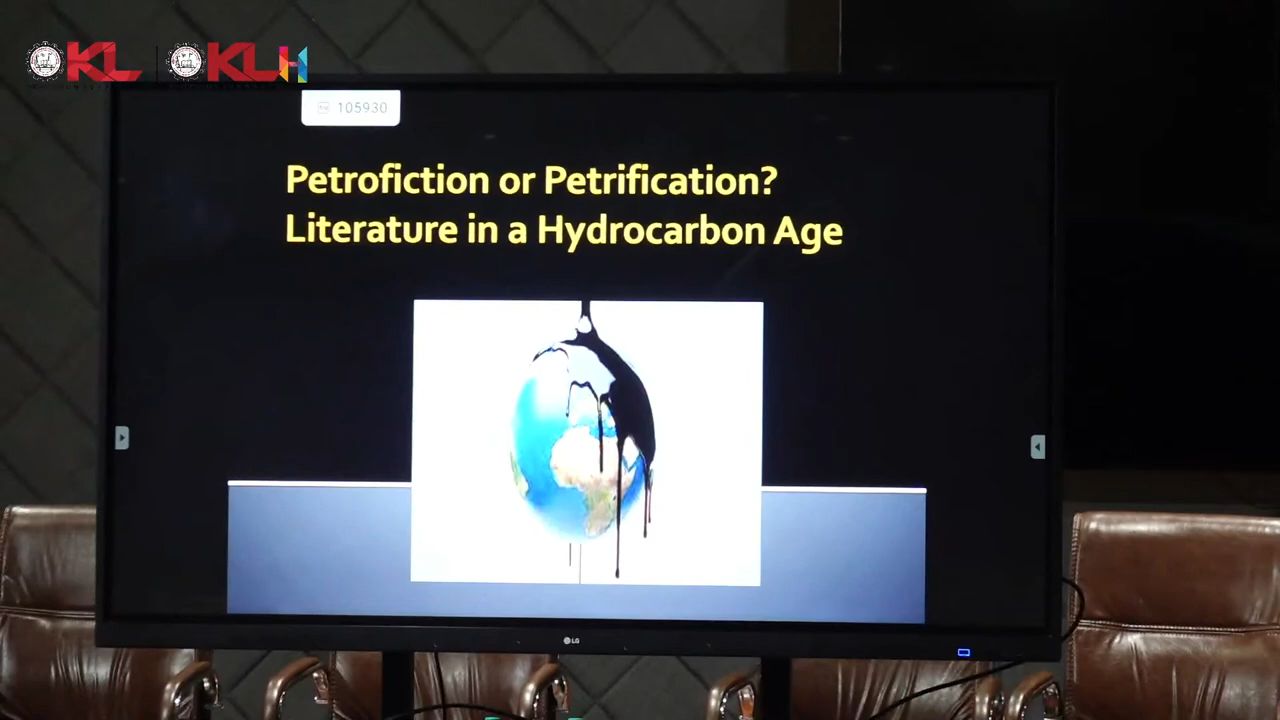 KL KLH
105930
Petrofiction or Petrification?
Literature in a Hydrocarbon Age
LG